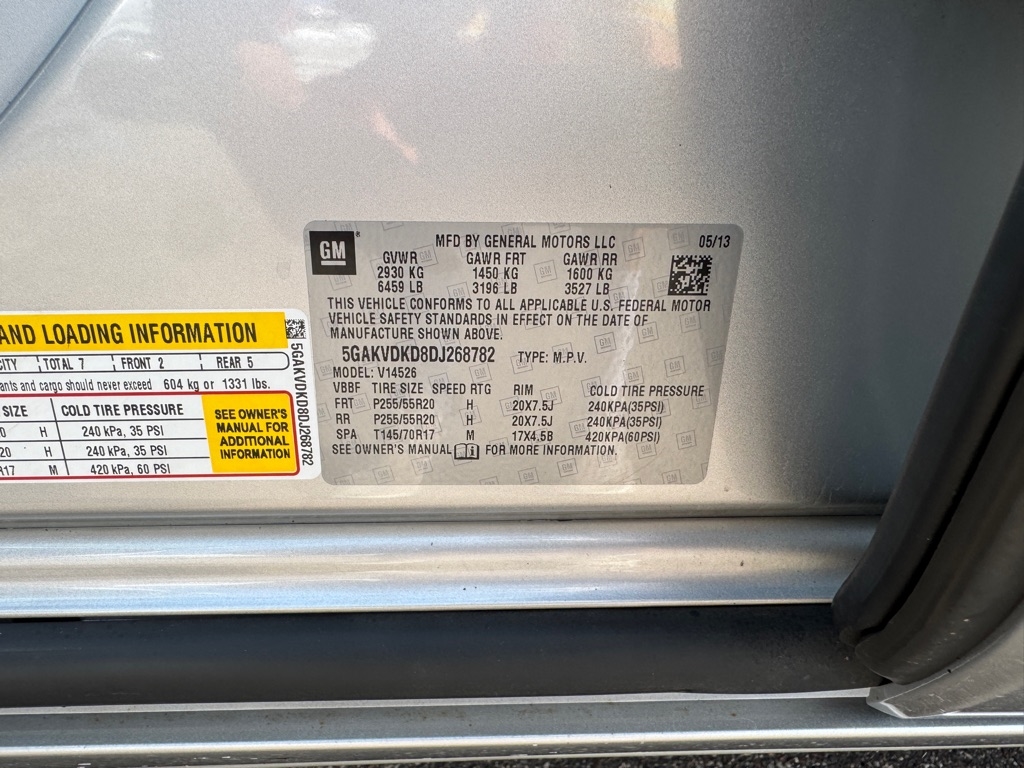 GM
MFD BY GENERAL MOTORS LLC 05/13
GVWR GAWR FRT GAWR RR
2930 KG 1450 KG 1600 KG
6459 LB 3196 LB 3527 LB
THIS VEHICLE CONFORMS TO ALL APPLICABLE U.S. FEDERAL MOTOR
VEHICLE SAFETY STANDARDS IN EFFECT ON THE DATE OF
MANUFACTURE SHOWN ABOVE.
5GAKVDKD8DJ268782 TYPE: M.P.V.
MODEL: V14526
VBBF TIRE SIZE SPEED RTG RIM COLD TIRE PRESSURE
FRT P255/55R20 H 20X7.5J 240KPA(35PSI)
RR P255/55R20 H 20X7.5J 240KPA(35PSI)
SPA T145/70R17 M 17X4.5B 420KPA(60PSI)
SEE OWNER'S MANUAL FOR MORE INFORMATION.
AND LOADING INFORMATION
CITY TOTAL 7 FRONT 2 REAR 5
ants and cargo should never exceed 604 kg or 1331 lbs.
SIZE COLD TIRE PRESSURE
0 H 240 kPa, 35 PSI
20 H 240 kPa, 35 PSI
R17 M 420 kPa, 60 PSI
SEE OWNER'S
MANUAL FOR
ADDITIONAL
INFORMATION
5GAKVDKD8DJ268782